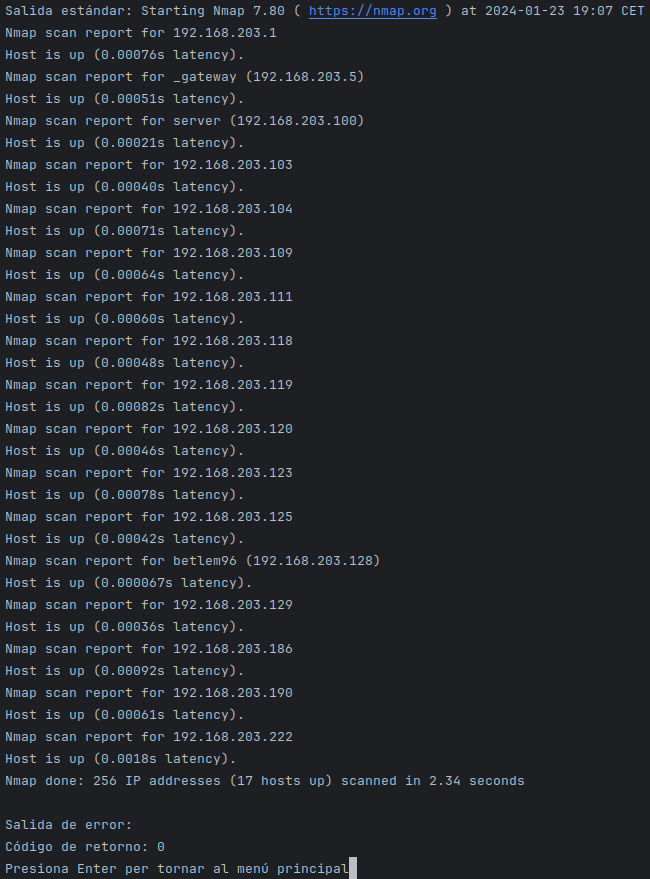 Salida estándar: Starting Nmap 7.80 ( https://nmap.org ) at 2024-01-23 19:07 CET
Nmap scan report for 192.168.203.1
Host is up (0.00076s latency).
Nmap scan report for _gateway (192.168.203.5)
Host is up (0.00051s latency).
Nmap scan report for server (192.168.203.100)
Host is up (0.00021s latency).
Nmap scan report for 192.168.203.103
Host is up (0.00040s latency).
Nmap scan report for 192.168.203.104
Host is up (0.00071s latency).
Nmap scan report for 192.168.203.109
Host is up (0.00064s latency).
Nmap scan report for 192.168.203.111
Host is up (0.00060s latency).
Nmap scan report for 192.168.203.118
Host is up (0.00048s latency).
Nmap scan report for 192.168.203.119
Host is up (0.00082s latency).
Nmap scan report for 192.168.203.120
Host is up (0.00046s latency).
Nmap scan report for 192.168.203.123
Host is up (0.00078s latency).
Nmap scan report for 192.168.203.125
Host is up (0.00042s latency).
Nmap scan report for betlem96 (192.168.203.128)
Host is up (0.000067s latency).
Nmap scan report for 192.168.203.129
Host is up (0.00036s latency).
Nmap scan report for 192.168.203.186
Host is up (0.00092s latency).
Nmap scan report for 192.168.203.190
Host is up (0.00061s latency).
Nmap scan report for 192.168.203.222
Host is up (0.0018s latency).
Nmap done: 256 IP addresses (17 hosts up) scanned in 2.34 seconds
Salida de error:
Código de retorno: 0
Presiona Enter per tornar al menú principal